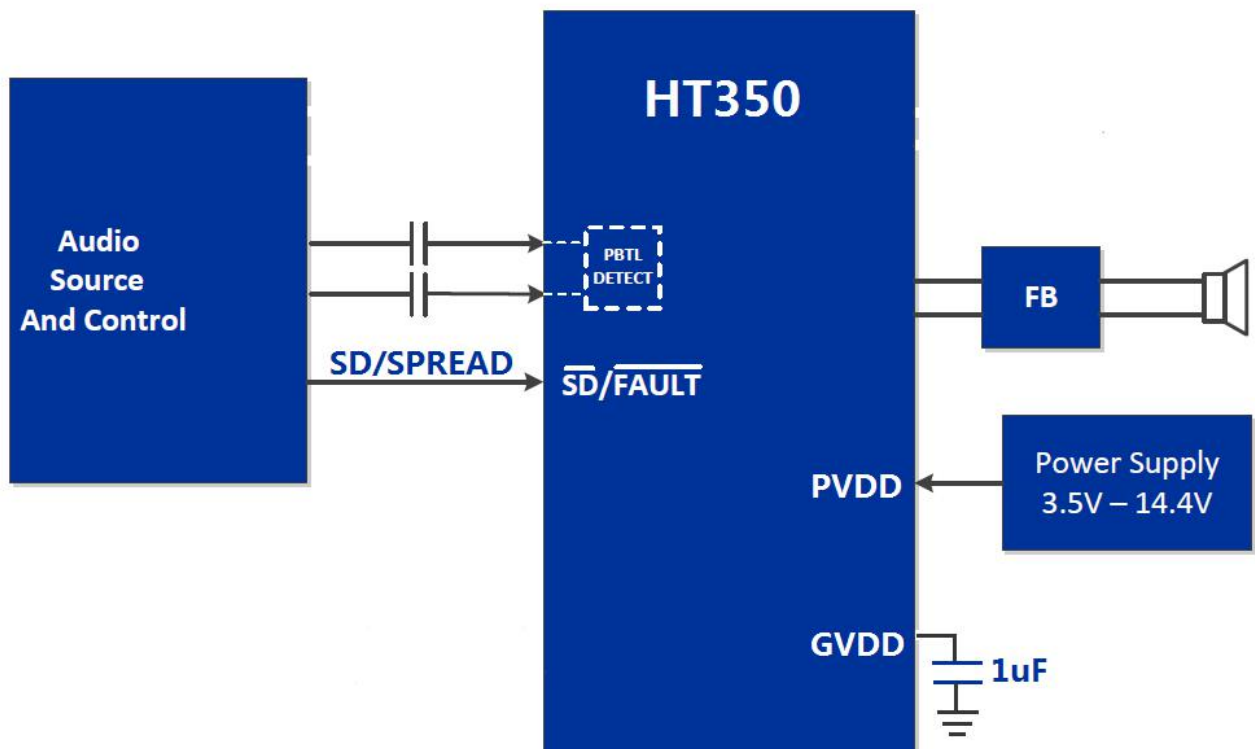 HT350
Audio
Source
And Control
PBTL
DETECT
FB
SD/SPREAD
SD/FAULT
Power Supply
3.5V – 14.4V
PVDD
GVDD
1uF